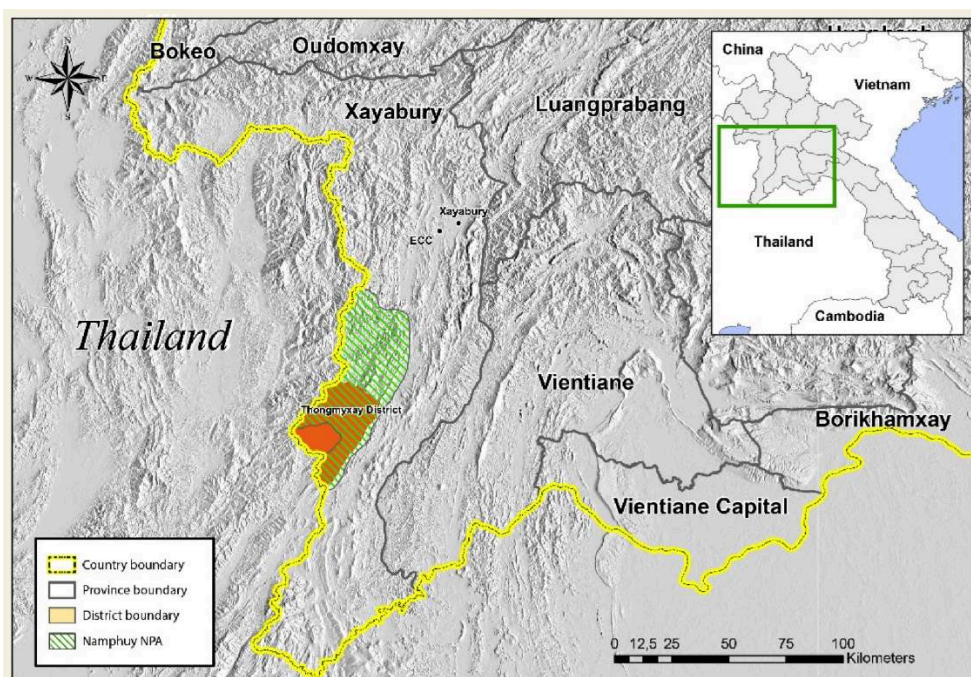 Bokeo
Oudomxay
N
W
E
S
Xayabury
Luangprabang
China
Vietnam
Thailand
Cambodia
Xayabury
ECC
Thailand
Thongmyxay District
Vientiane
Borikhamxay
Vientiane Capital
Country boundary
Province boundary
District boundary
Namphuy NPA
0 12,5 25 50 75 100
Kilometers